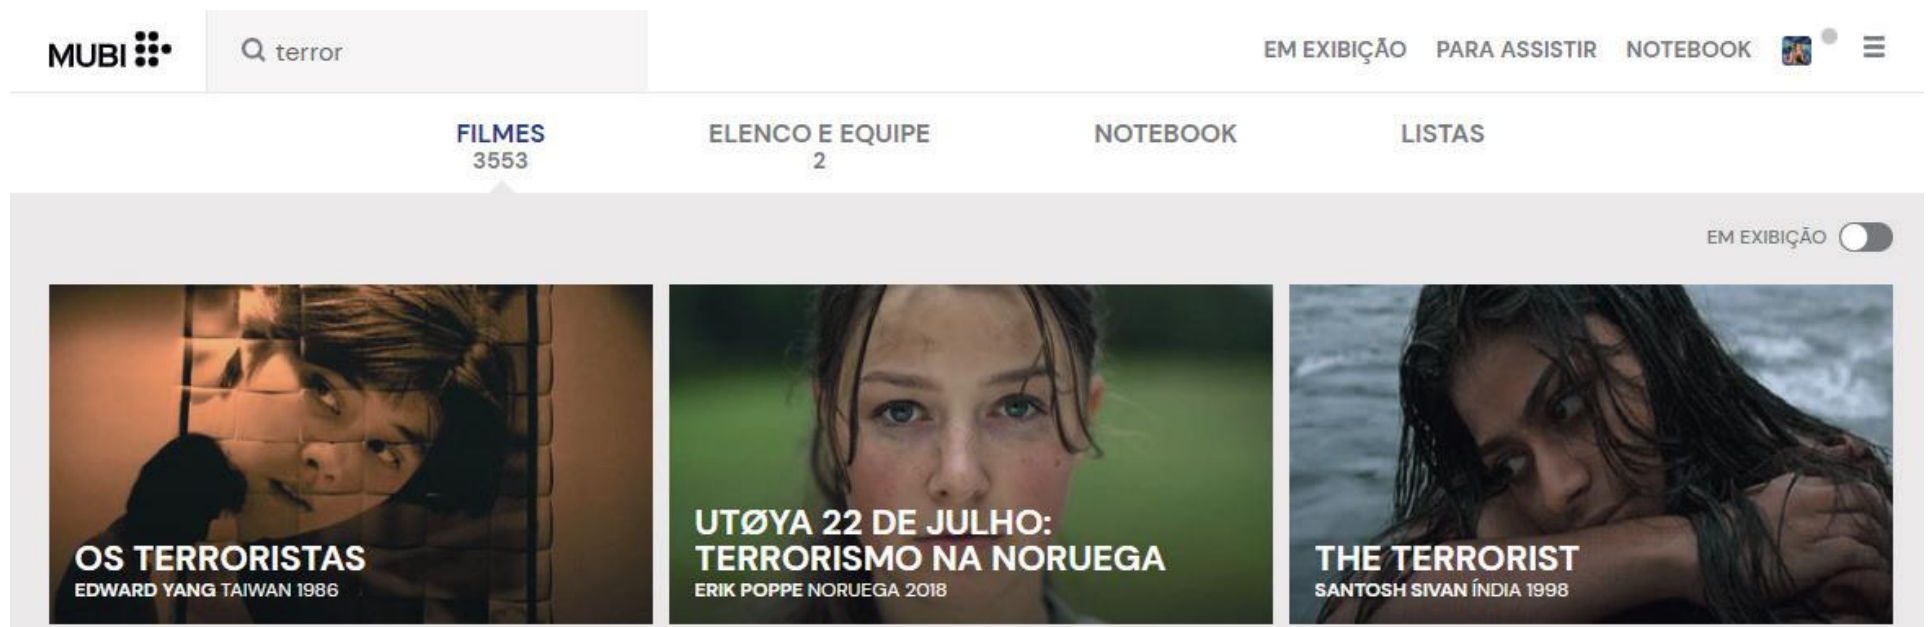 MUBI
terror
EM EXIBIÇÃO PARA ASSISTIR NOTEBOOK
FILMES
3553
ELENCO E EQUIPE
2
NOTEBOOK
LISTAS
EM EXIBIÇÃO
OS TERRORISTAS
EDWARD YANG TAIWAN 1986
UTØYA 22 DE JULHO:
TERRORISMO NA NORUEGA
ERIK POPPE NORUEGA 2018
THE TERRORIST
SANTOSH SIVAN ÍNDIA 1998